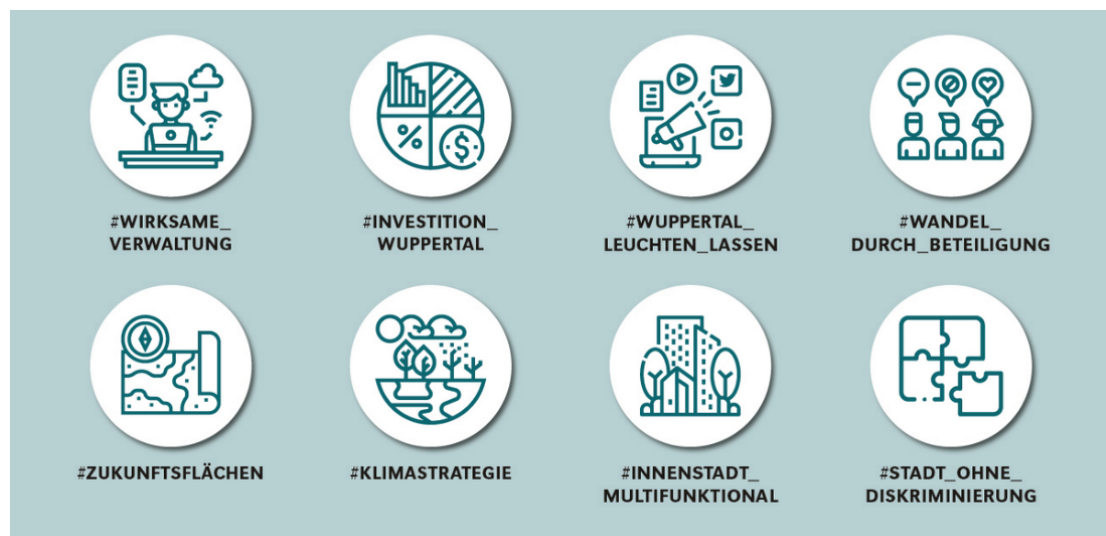 #WIRKSAME_
VERWALTUNG
#INVESTITION_
WUPPERTAL
#WUPPERTAL_
LEUCHTEN_LASSEN
#WANDEL_
DURCH_BETEILIGUNG
#ZUKUNFTSFLÄCHEN
#KLIMASTRATEGIE
#INNENSTADT_
MULTIFUNKTIONAL
#STADT_OHNE_
DISKRIMINIERUNG